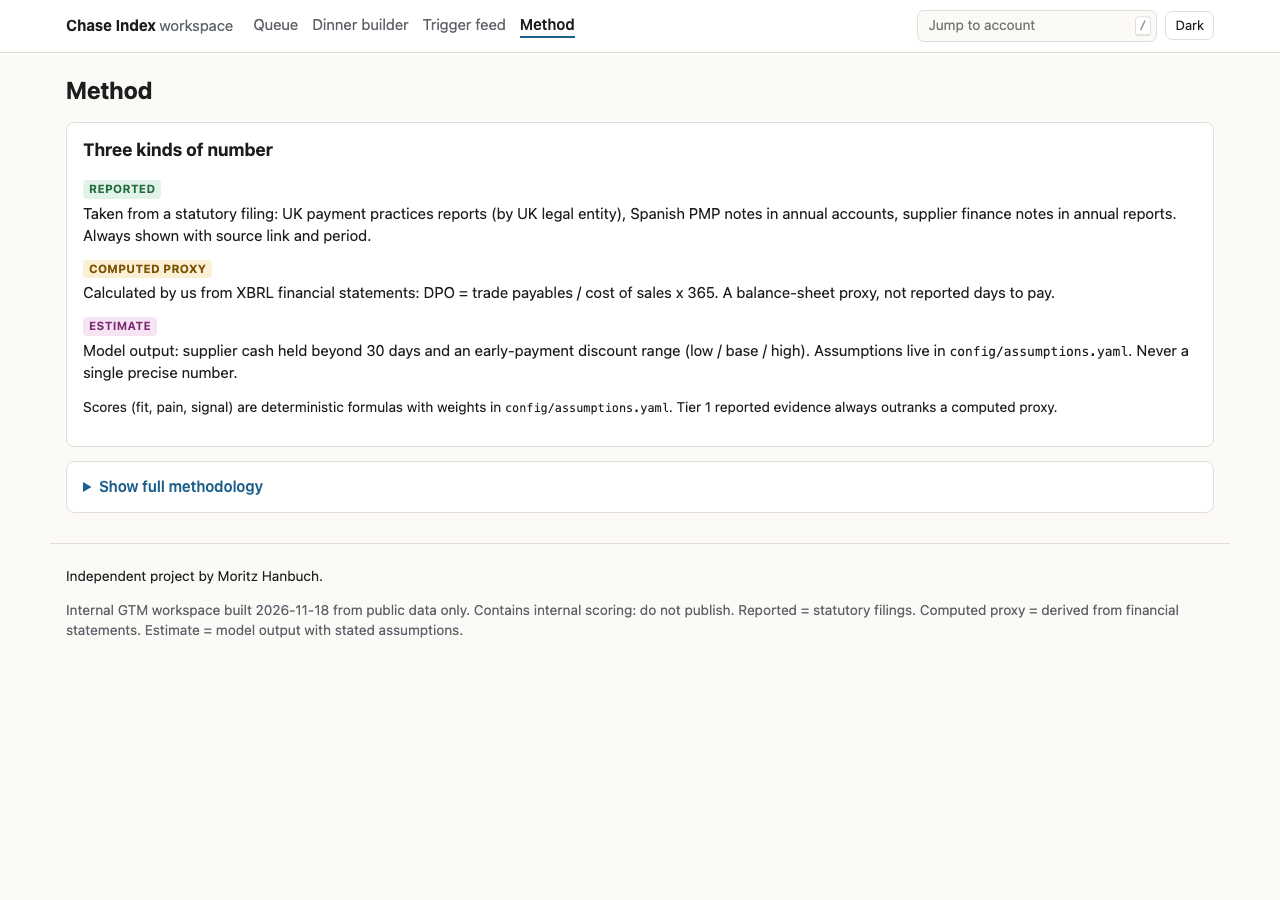 Chase Index workspace Queue Dinner builder Trigger feed Method Jump to account / Dark
Method
Three kinds of number
REPORTED
Taken from a statutory filing: UK payment practices reports (by UK legal entity), Spanish PMP notes in annual accounts, supplier finance notes in annual reports.
Always shown with source link and period.
COMPUTED PROXY
Calculated by us from XBRL financial statements: DPO = trade payables / cost of sales x 365. A balance-sheet proxy, not reported days to pay.
ESTIMATE
Model output: supplier cash held beyond 30 days and an early-payment discount range (low / base / high). Assumptions live in config/assumptions.yaml. Never a
single precise number.
Scores (fit, pain, signal) are deterministic formulas with weights in config/assumptions.yaml. Tier 1 reported evidence always outranks a computed proxy.
Show full methodology
Independent project by Moritz Hanbuch.
Internal GTM workspace built 2026-11-18 from public data only. Contains internal scoring: do not publish. Reported = statutory filings. Computed proxy = derived from financial
statements. Estimate = model output with stated assumptions.